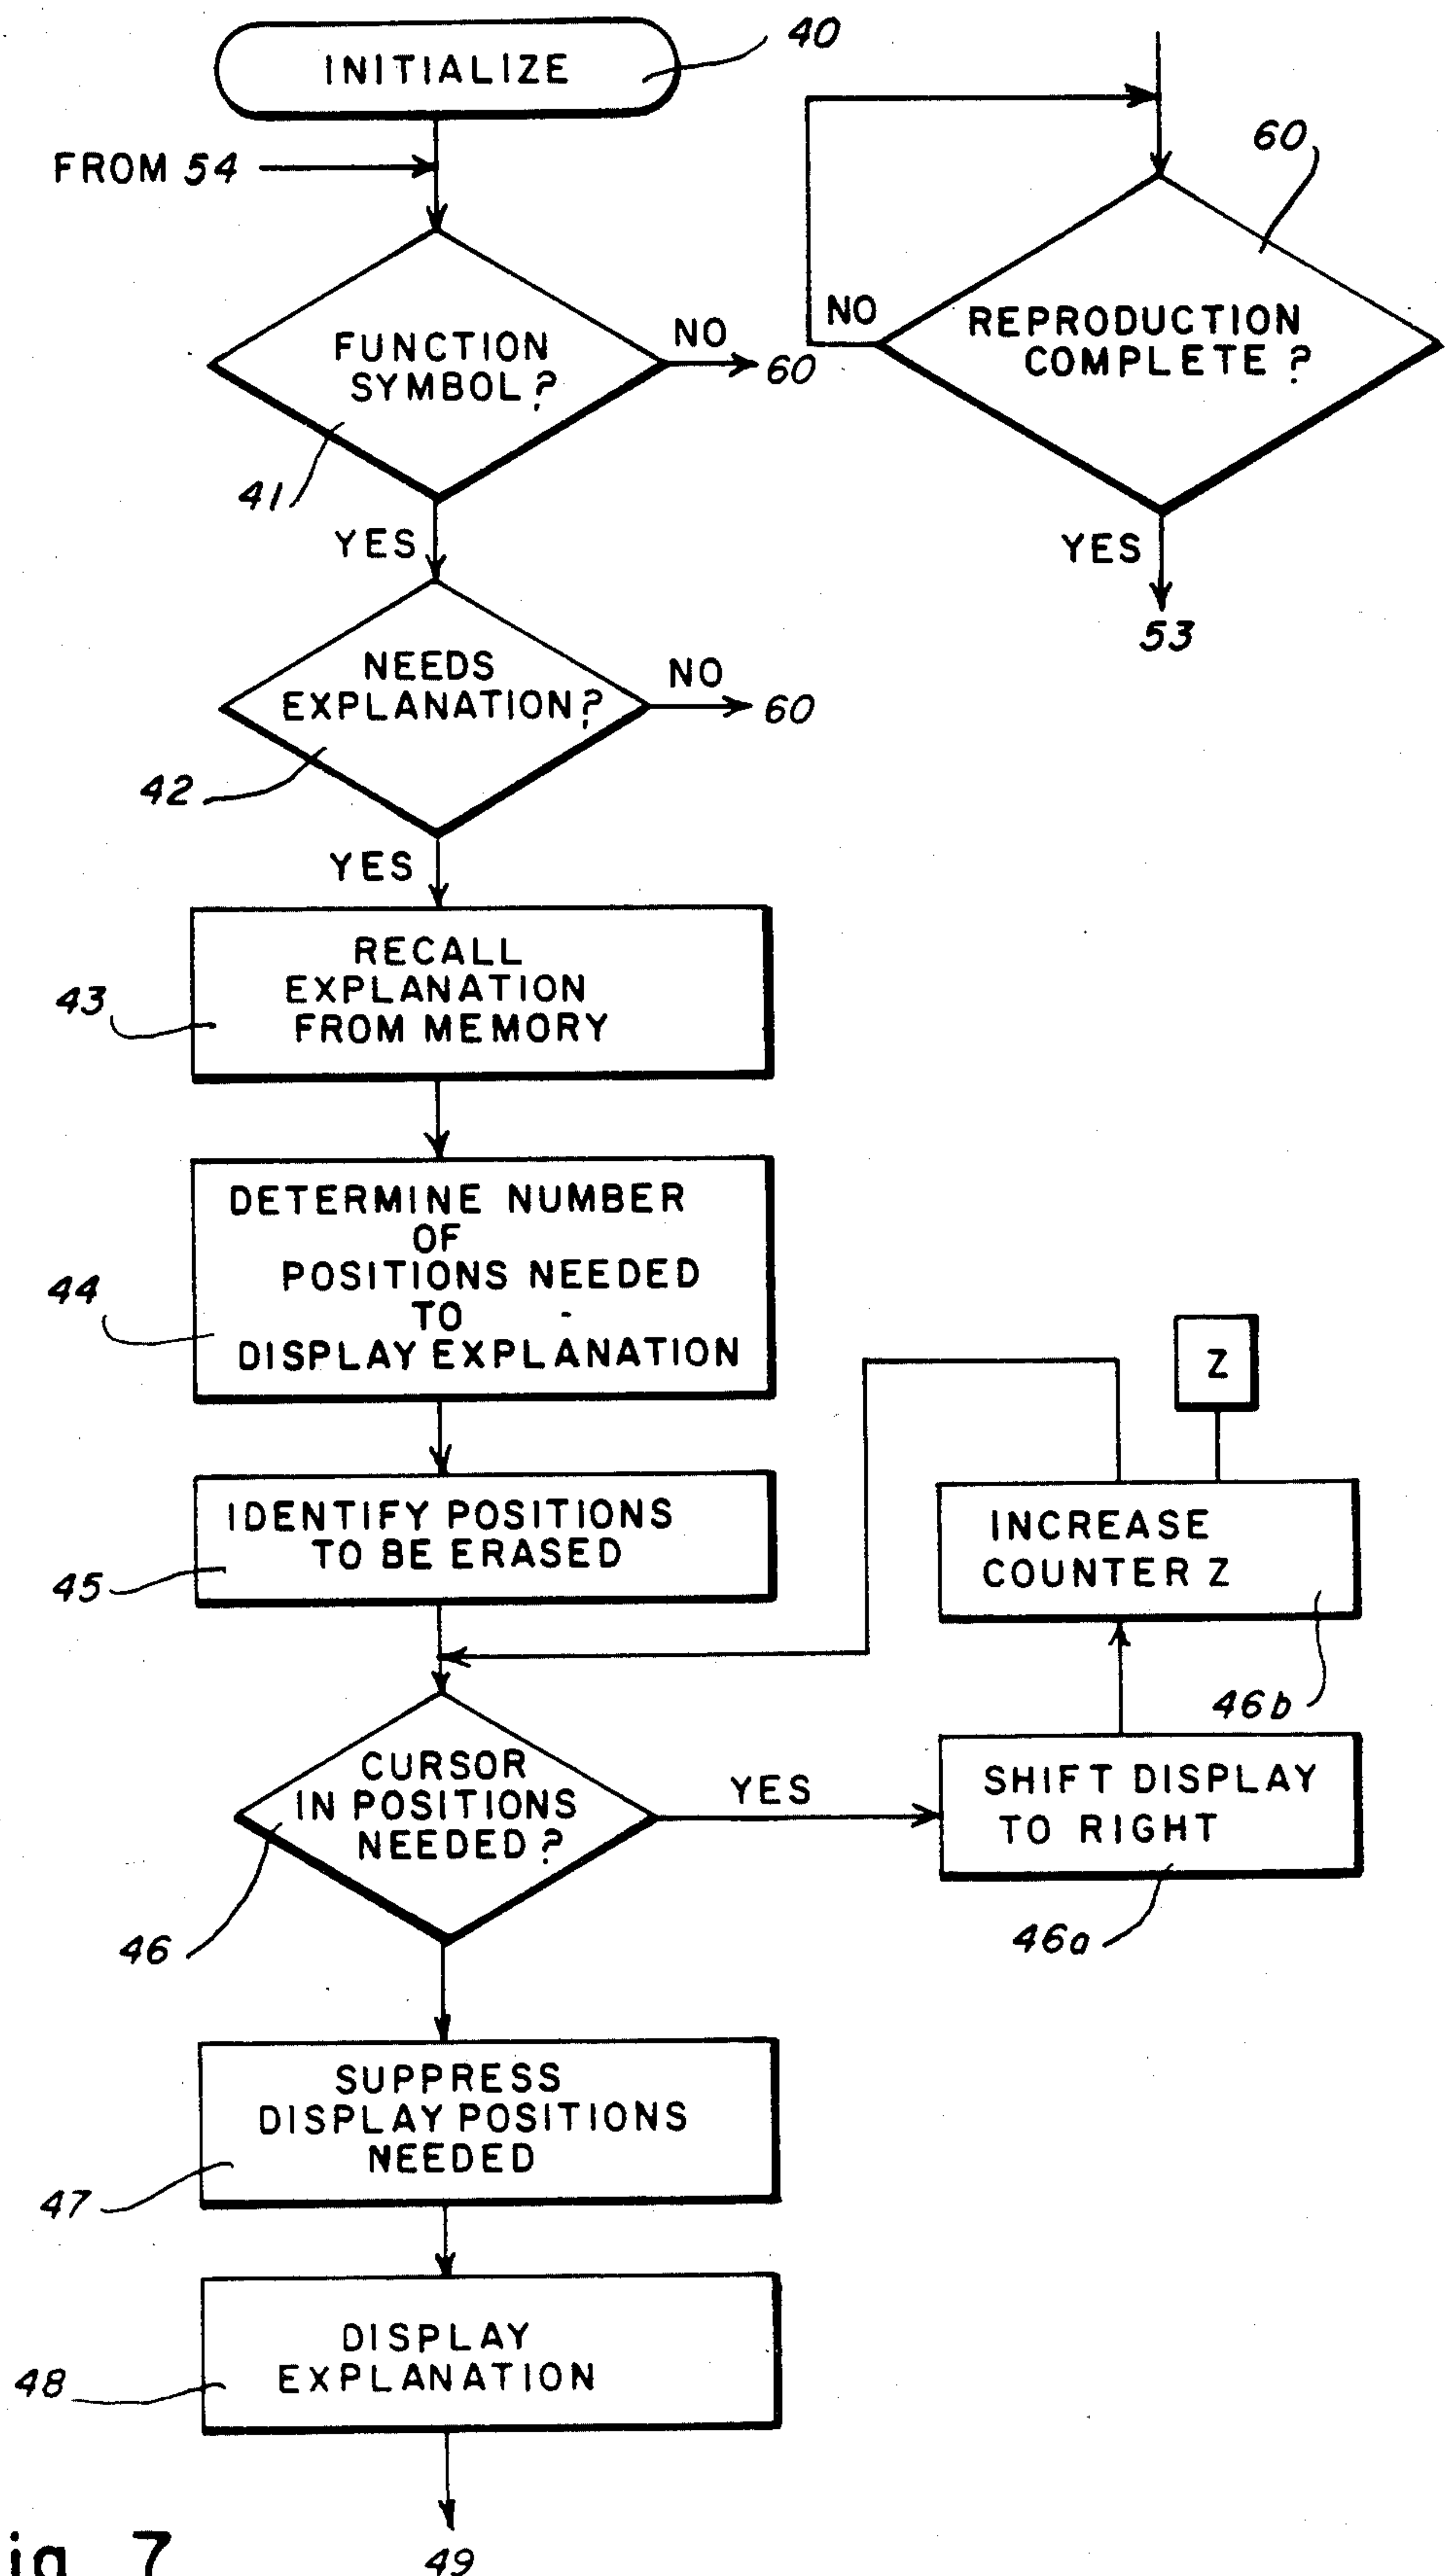 INITIALIZE
40
FROM 54
FUNCTION
SYMBOL?
41
NO
60
YES
NEEDS
EXPLANATION?
42
NO
60
YES
RECALL
EXPLANATION
FROM MEMORY
43
DETERMINE NUMBER
OF
POSITIONS NEEDED
TO
DISPLAY EXPLANATION
44
IDENTIFY POSITIONS
TO BE ERASED
45
CURSOR
IN POSITIONS
NEEDED?
46
YES
SHIFT DISPLAY
TO RIGHT
46a
INCREASE
COUNTER Z
46b
Z
SUPPRESS
DISPLAY POSITIONS
NEEDED
47
DISPLAY
EXPLANATION
48
49
60
REPRODUCTION
COMPLETE?
NO
YES
53
ig. 7